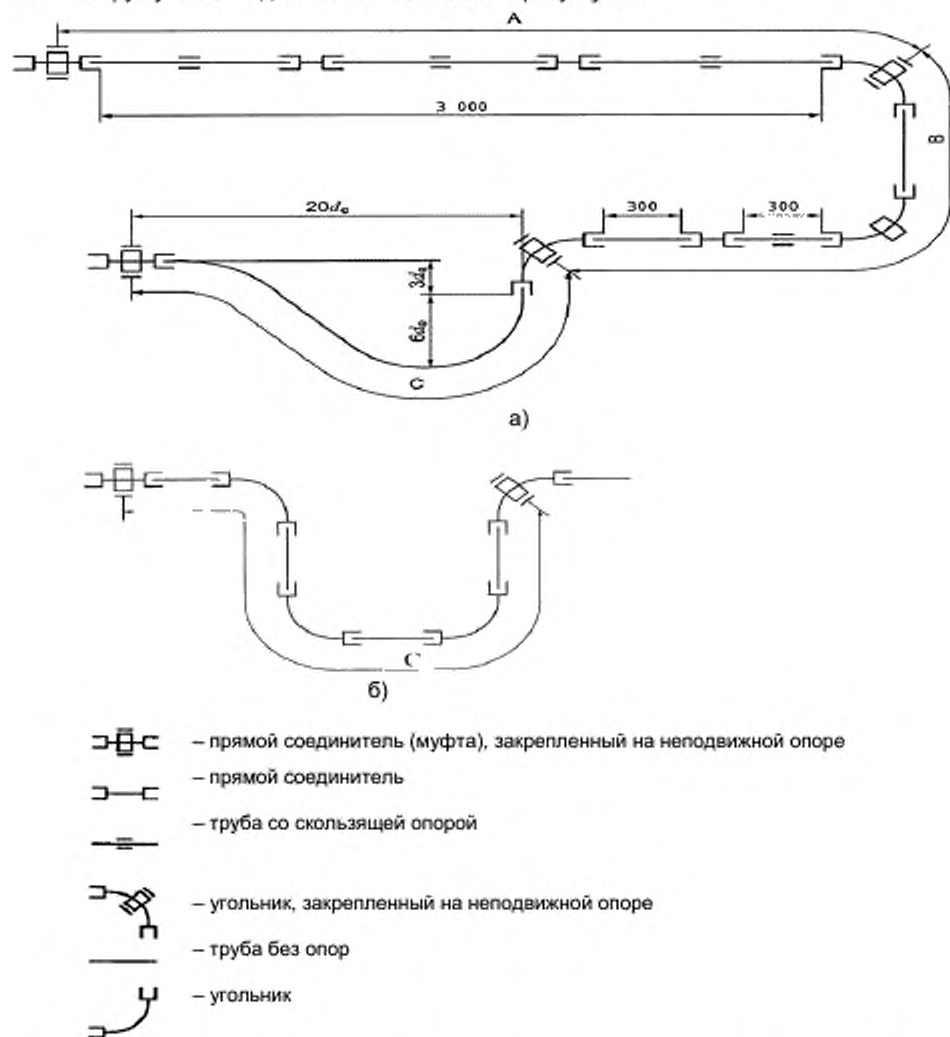 A
3 000
B
20dₑ
300
300
3dₑ
6dₑ
C
а)
C
б)
– прямой соединитель (муфта), закрепленный на неподвижной опоре
– прямой соединитель
– труба со скользящей опорой
– угольник, закрепленный на неподвижной опоре
– труба без опор
– угольник